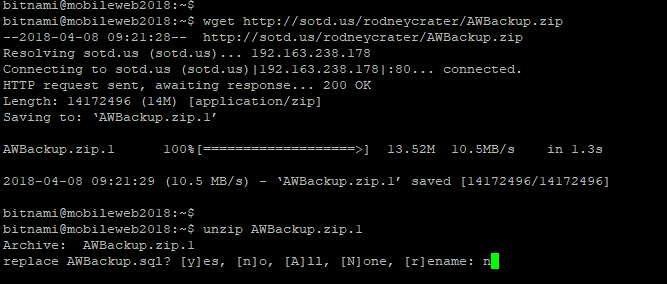 bitnami@mobileweb2018:~$
bitnami@mobileweb2018:~$ wget http://sotd.us/rodneycrater/AWBackup.zip
--2018-04-08 09:21:28--  http://sotd.us/rodneycrater/AWBackup.zip
Resolving sotd.us (sotd.us)... 192.163.238.178
Connecting to sotd.us (sotd.us)|192.163.238.178|:80... connected.
HTTP request sent, awaiting response... 200 OK
Length: 14172496 (14M) [application/zip]
Saving to: ‘AWBackup.zip.1’
AWBackup.zip.1      100%[===================>]  13.52M  10.5MB/s    in 1.3s
2018-04-08 09:21:29 (10.5 MB/s) - ‘AWBackup.zip.1’ saved [14172496/14172496]
bitnami@mobileweb2018:~$
bitnami@mobileweb2018:~$ unzip AWBackup.zip.1
Archive:  AWBackup.zip.1
replace AWBackup.sql? [y]es, [n]o, [A]ll, [N]one, [r]ename: n